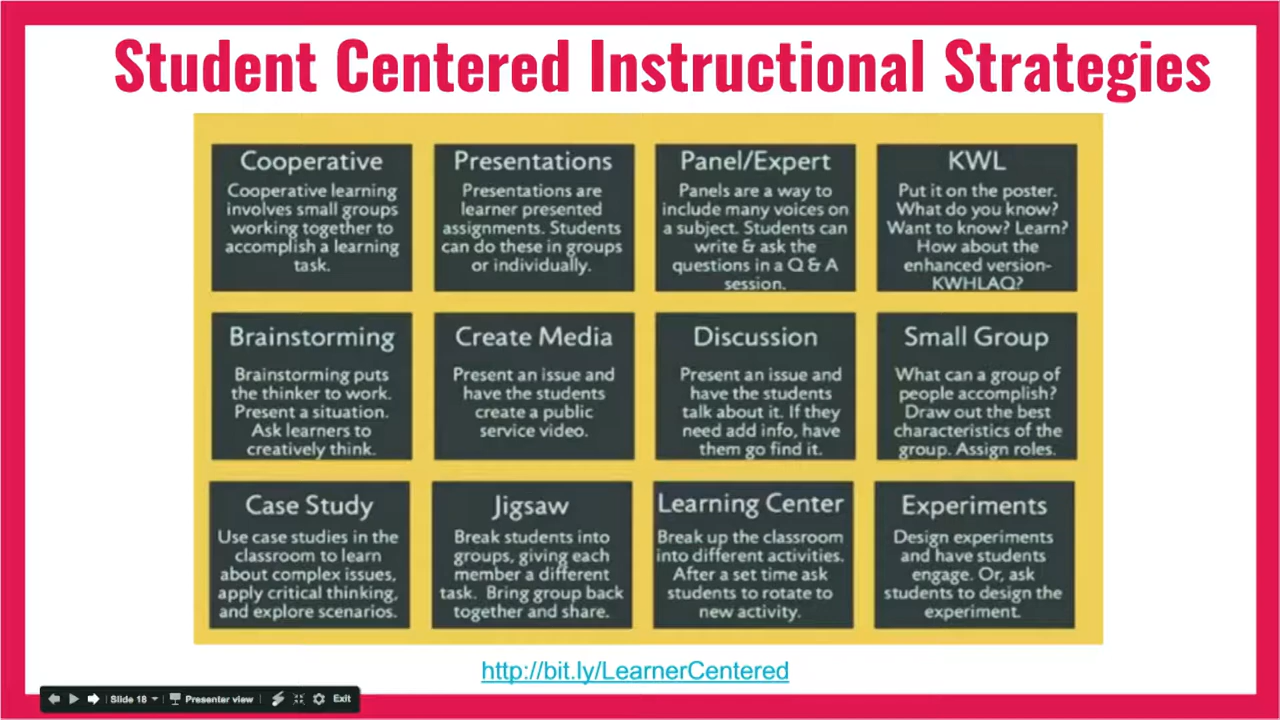 Student Centered Instructional Strategies
Cooperative
Cooperative learning
involves small groups
working together to
accomplish a learning
task.
Presentations
Presentations are
learner presented
assignments. Students
can do these in groups
or individually.
Panel/Expert
Panels are a way to
include many voices on
a subject. Students can
write & ask the
questions in a Q & A
session.
KWL
Put it on the poster.
What do you know?
Want to know? Learn?
How about the
enhanced version-
KWHLAQ?
Brainstorming
Brainstorming puts
the thinker to work.
Present a situation.
Ask learners to
creatively think.
Create Media
Present an issue and
have the students
create a public
service video.
Discussion
Present an issue and
have the students
talk about it. If they
need add info, have
them go find it.
Small Group
What can a group of
people accomplish?
Draw out the best
characteristics of the
group. Assign roles.
Case Study
Use case studies in the
classroom to learn
about complex issues,
apply critical thinking,
and explore scenarios.
Jigsaw
Break students into
groups, giving each
member a different
task. Bring group back
together and share.
Learning Center
Break up the classroom
into different activities.
After a set time ask
students to rotate to
new activity.
Experiments
Design experiments
and have students
engage. Or, ask
students to design the
experiment.
http://bit.ly/LearnerCentered
Slide 18 Presenter view Exit